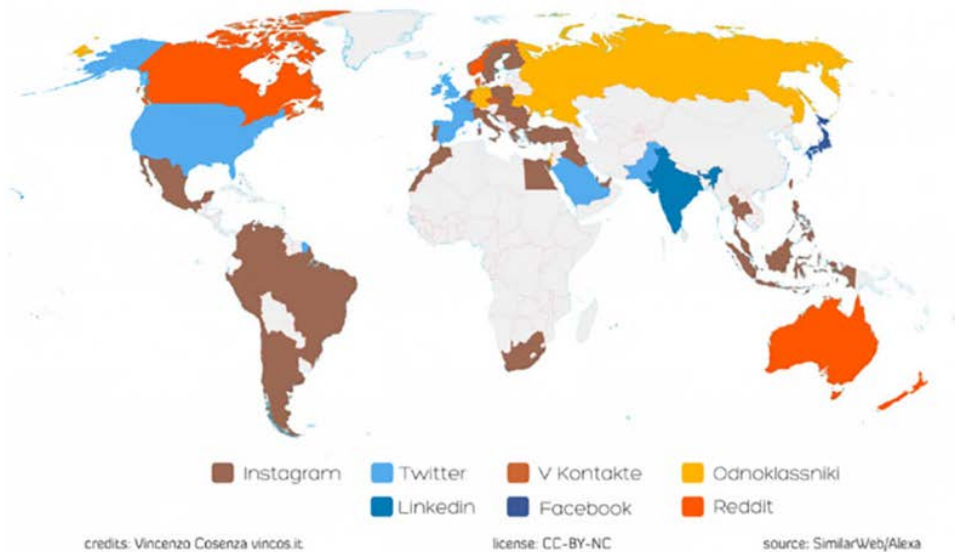 Instagram Twitter V Kontakte Odnoklassniki
Linkedin Facebook Reddit
credits: Vincenzo Cosenza vincos.it license: CC-BY-NC source: SimilarWeb/Alexa